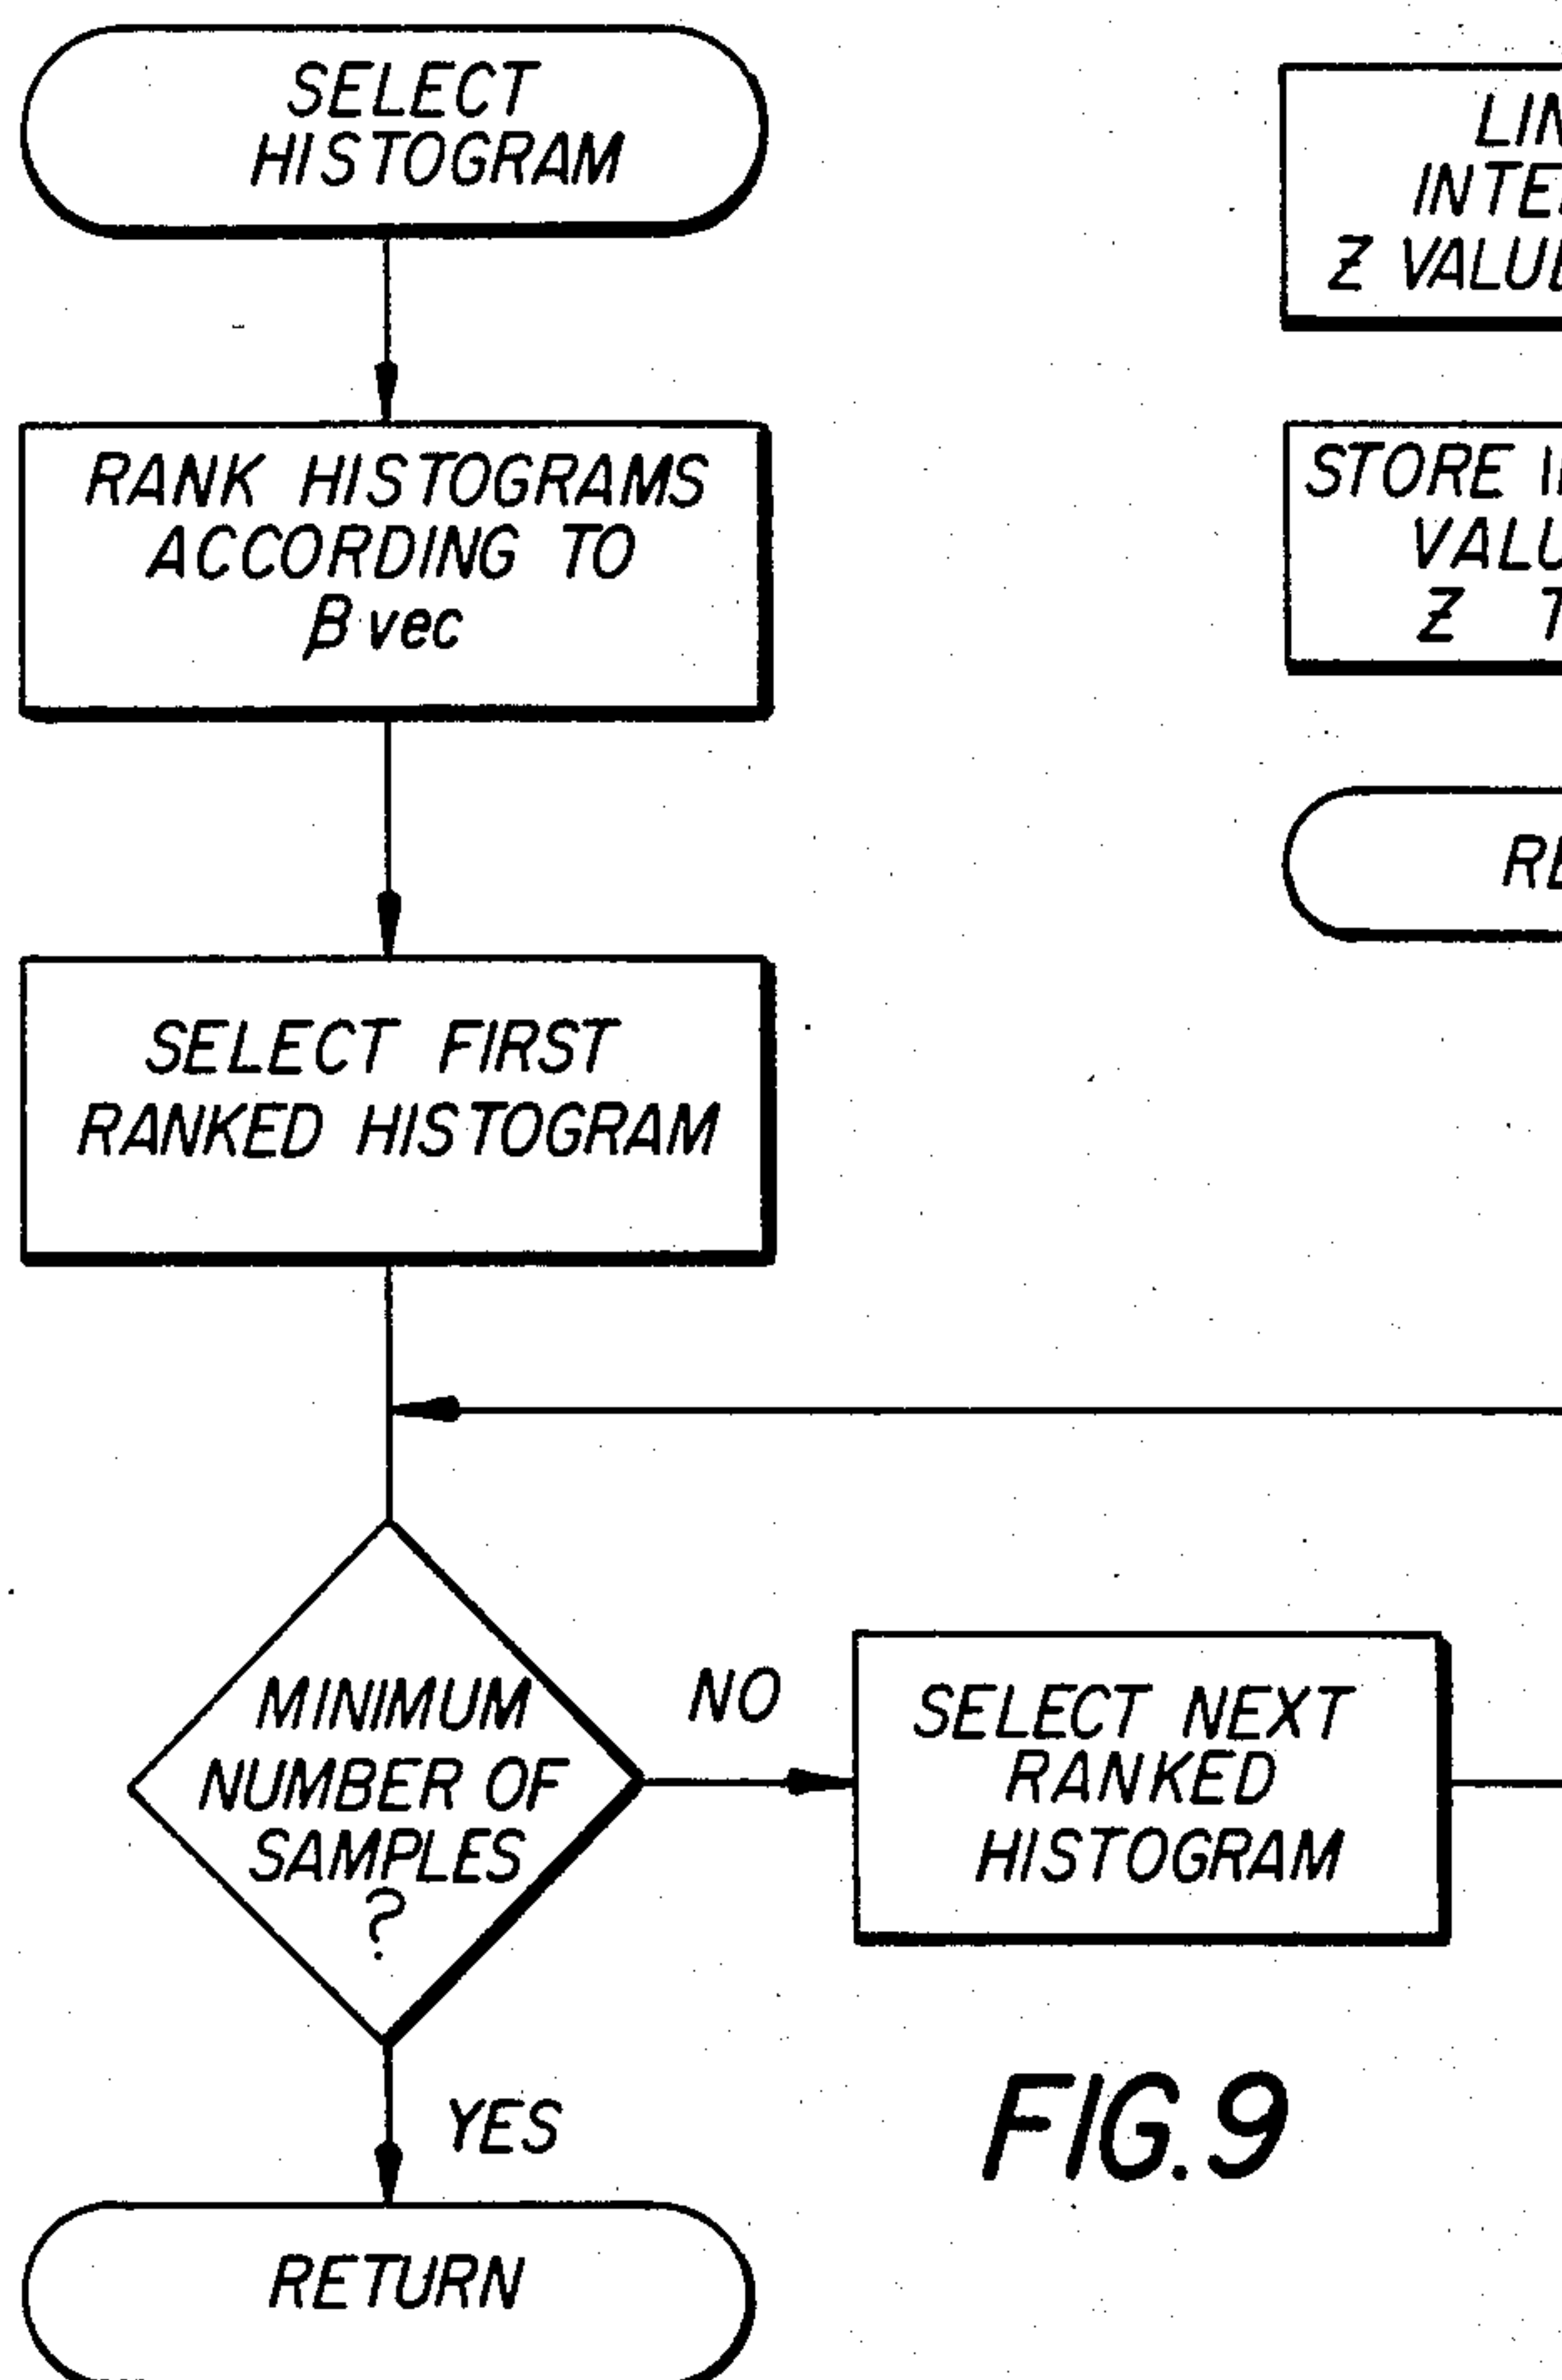 SELECT
HISTOGRAM
RANK HISTOGRAMS
ACCORDING TO
β vec
SELECT FIRST
RANKED HISTOGRAM
MINIMUM
NUMBER OF
SAMPLES
?
NO
SELECT NEXT
RANKED
HISTOGRAM
YES
RETURN
FIG.9
Z
STORE
Z